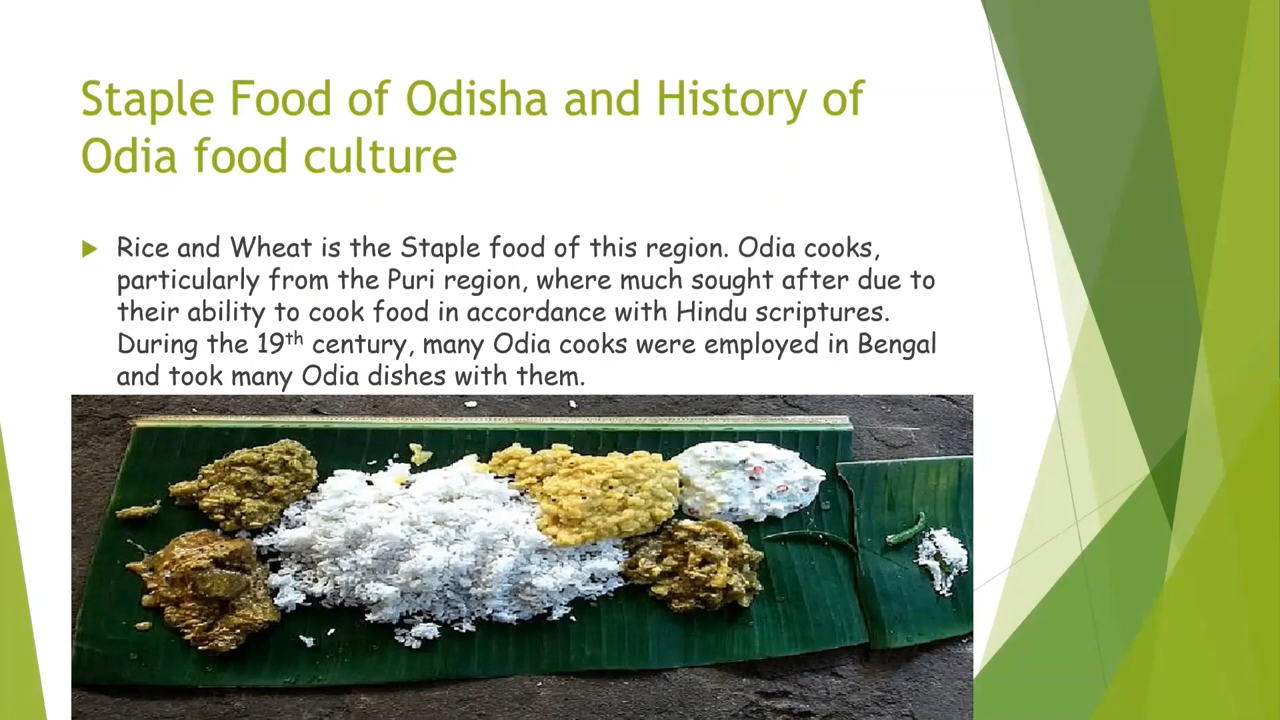 Staple Food of Odisha and History of
Odia food culture
Rice and Wheat is the Staple food of this region. Odia cooks,
particularly from the Puri region, where much sought after due to
their ability to cook food in accordance with Hindu scriptures.
During the 19th century, many Odia cooks were employed in Bengal
and took many Odia dishes with them.